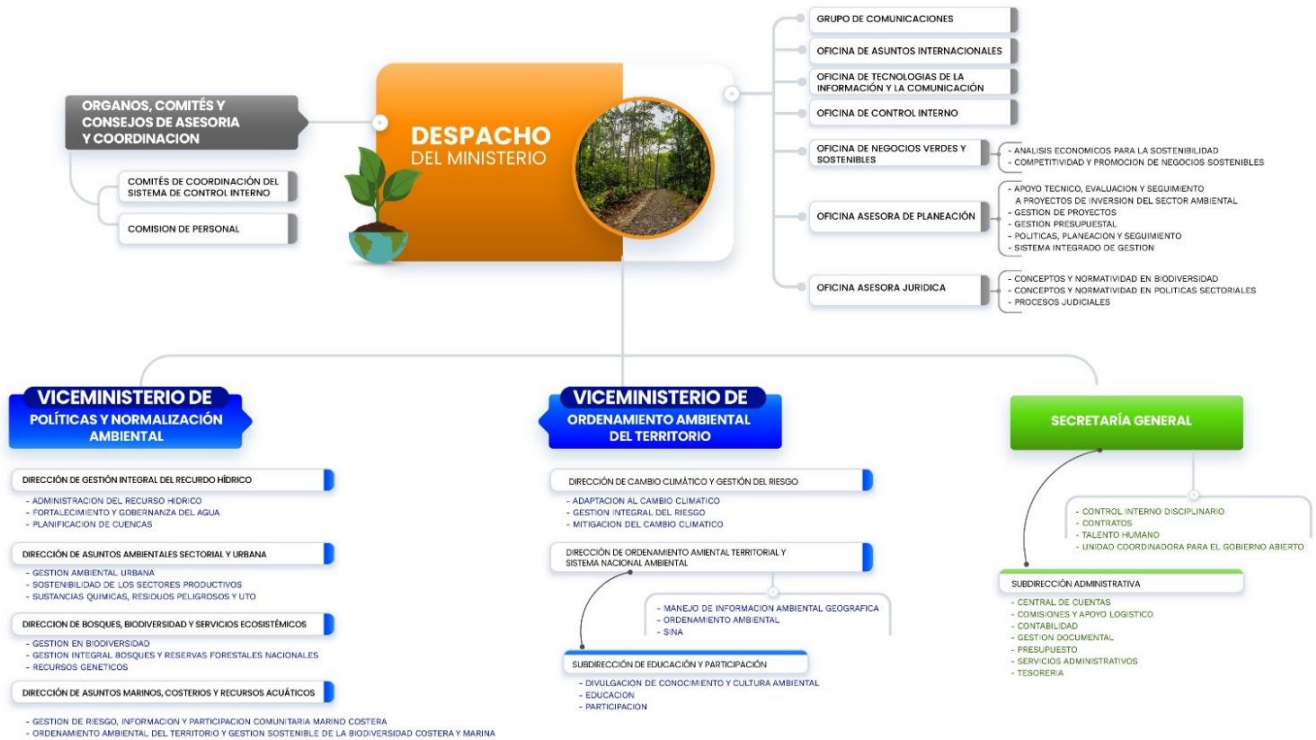 ORGANOS, COMITÉS Y
CONSEJOS DE ASESORIA
Y COORDINACION
COMITÉS DE COORDINACIÓN DEL
SISTEMA DE CONTROL INTERNO
COMISION DE PERSONAL
DESPACHO
DEL MINISTERIO
GRUPO DE COMUNICACIONES
OFICINA DE ASUNTOS INTERNACIONALES
OFICINA DE TECNOLOGIAS DE LA
INFORMACIÓN Y LA COMUNICACIÓN
OFICINA DE CONTROL INTERNO
OFICINA DE NEGOCIOS VERDES Y
SOSTENIBLES
- ANALISIS ECONOMICOS PARA LA SOSTENIBILIDAD
- COMPETITIVIDAD Y PROMOCION DE NEGOCIOS SOSTENIBLES
OFICINA ASESORA DE PLANEACIÓN
- APOYO TECNICO, EVALUACION Y SEGUIMIENTO
A PROYECTOS DE INVERSION DEL SECTOR AMBIENTAL
- GESTION DE PROYECTOS
- GESTION PRESUPUESTAL
- POLITICAS, PLANEACION Y SEGUIMIENTO
- SISTEMA INTEGRADO DE GESTION
OFICINA ASESORA JURIDICA
- CONCEPTOS Y NORMATIVIDAD EN BIODIVERSIDAD
- CONCEPTOS Y NORMATIVIDAD EN POLITICAS SECTORIALES
- PROCESOS JUDICIALES
VICEMINISTERIO DE
POLÍTICAS Y NORMALIZACIÓN
AMBIENTAL
DIRECCIÓN DE GESTIÓN INTEGRAL DEL RECURDO HÍDRICO
- ADMINISTRACION DEL RECURSO HIDRICO
- FORTALECIMIENTO Y GOBERNANZA DEL AGUA
- PLANIFICACION DE CUENCAS
DIRECCIÓN DE ASUNTOS AMBIENTALES SECTORIAL Y URBANA
- GESTION AMBIENTAL URBANA
- SOSTENIBILIDAD DE LOS SECTORES PRODUCTIVOS
- SUSTANCIAS QUIMICAS, RESIDUOS PELIGROSOS Y UTO
DIRECCION DE BOSQUES, BIODIVERSIDAD Y SERVICIOS ECOSISTÉMICOS
- GESTION EN BIODIVERSIDAD
- GESTION INTEGRAL BOSQUES Y RESERVAS FORESTALES NACIONALES
- RECURSOS GENETICOS
DIRECCIÓN DE ASUNTOS MARINOS, COSTERIOS Y RECURSOS ACUÁTICOS
- GESTION DE RIESGO, INFORMACION Y PARTICIPACION COMUNITARIA MARINO COSTERA
- ORDENAMIENTO AMBIENTAL DEL TERRITORIO Y GESTION SOSTENIBLE DE LA BIODIVERSIDAD COSTERA Y MARINA
VICEMINISTERIO DE
ORDENAMIENTO AMBIENTAL
DEL TERRITORIO
DIRECCIÓN DE CAMBIO CLIMÁTICO Y GESTIÓN DEL RIESGO
- ADAPTACION AL CAMBIO CLIMATICO
- GESTION INTEGRAL DEL RIESGO
- MITIGACION DEL CAMBIO CLIMATICO
DIRECCIÓN DE ORDENAMIENTO AMIENTAL TERRITORIAL Y
SISTEMA NACIONAL AMBIENTAL
- MANEJO DE INFORMACION AMBIENTAL GEOGRAFICA
- ORDENAMIENTO AMBIENTAL
- SINA
SUBDIRECCIÓN DE EDUCACIÓN Y PARTICIPACIÓN
- DIVULGACION DE CONOCIMIENTO Y CULTURA AMBIENTAL
- EDUCACION
- PARTICIPACION
SECRETARÍA GENERAL
- CONTROL INTERNO DISCIPLINARIO
- CONTRATOS
- TALENTO HUMANO
- UNIDAD COORDINADORA PARA EL GOBIERNO ABIERTO
SUBDIRECCIÓN ADMINISTRATIVA
- CENTRAL DE CUENTAS
- COMISIONES Y APOYO LOGISTICO
- CONTABILIDAD
- GESTION DOCUMENTAL
- PRESUPUESTO
- SERVICIOS ADMINISTRATIVOS
- TESORERIA